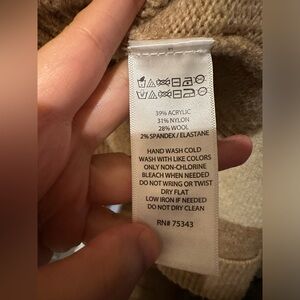 39% ACRYLIC
31% NYLON
28% WOOL
2% SPANDEX / ELASTANE
HAND WASH COLD
WASH WITH LIKE COLORS
ONLY NON-CHLORINE
BLEACH WHEN NEEDED
DO NOT WRING OR TWIST
DRY FLAT
LOW IRON IF NEEDED
DO NOT DRY CLEAN
RN# 75343